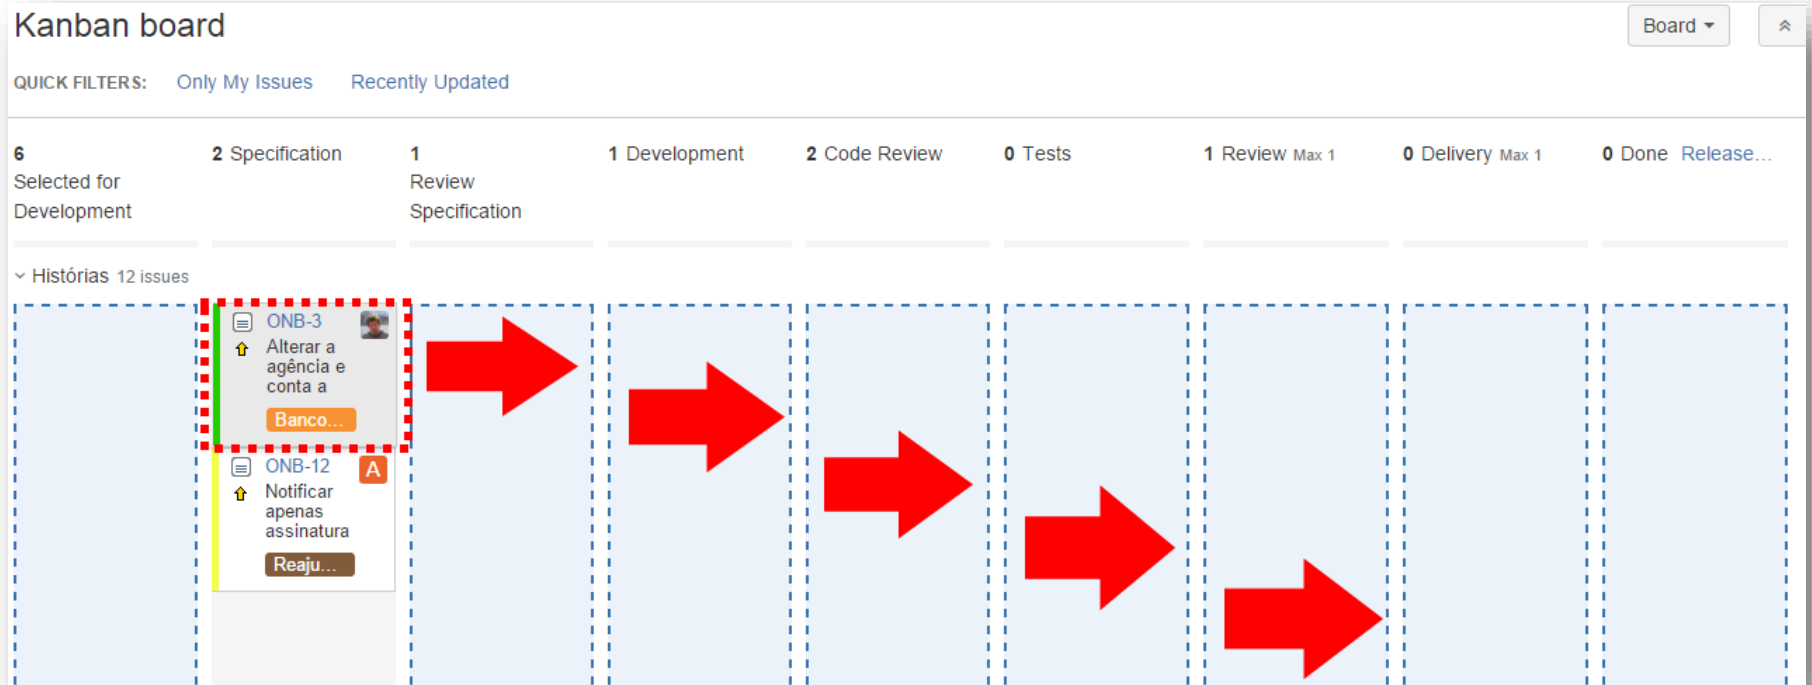 Kanban board
Board
QUICK FILTERS: Only My Issues Recently Updated
6
Selected for
Development
2 Specification
1
Review
Specification
1 Development
2 Code Review
0 Tests
1 Review Max 1
0 Delivery Max 1
0 Done Release...
Histórias 12 issues
ONB-3
Alterar a
agência e
conta a
Banco...
ONB-12
A
Notificar
apenas
assinatura
Reaju...